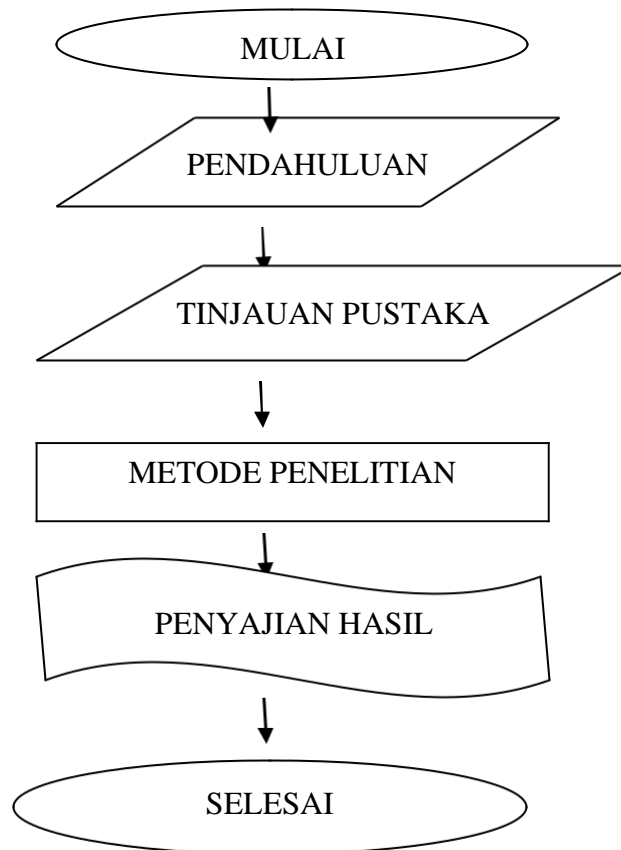 MULAI
PENDAHULUAN
TINJAUAN PUSTAKA
METODE PENELITIAN
PENYAJIAN HASIL
SELESAI